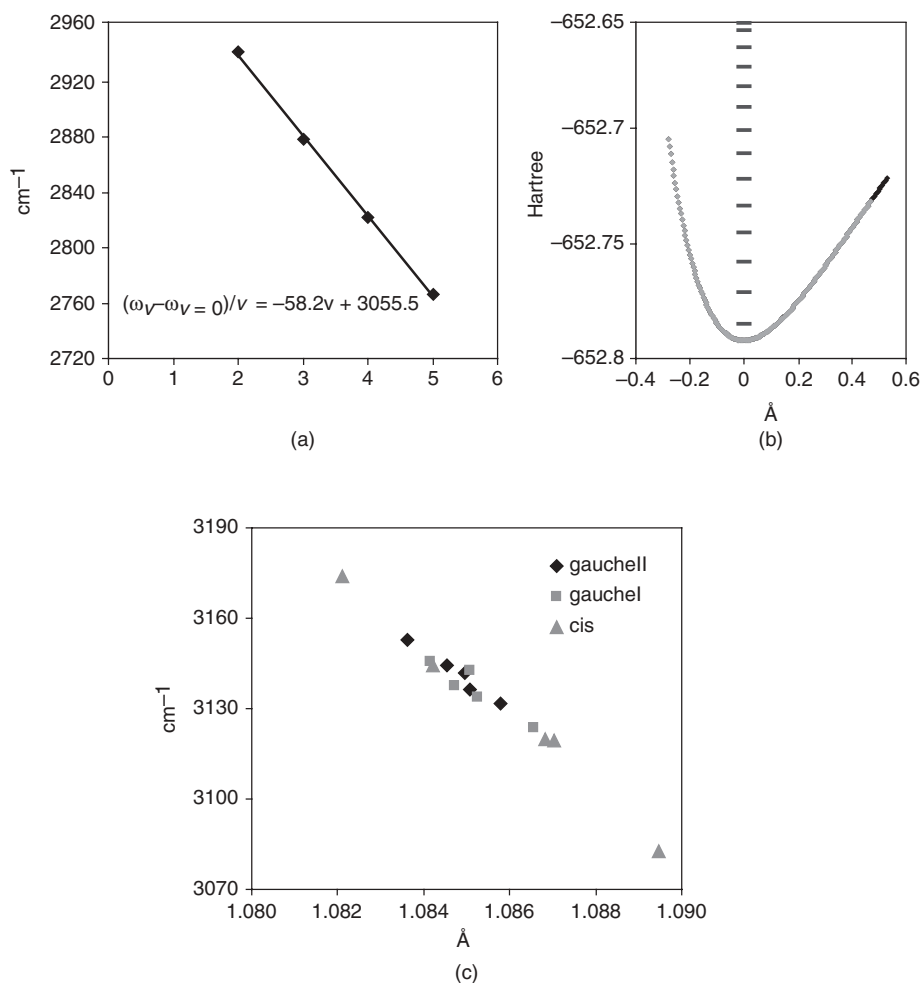 2960
2920
2880
2840
2800
2760
2720
cm−1
(ωv−ωv = 0)/v = −58.2v + 3055.5
0 1 2 3 4 5 6
(a)
−652.65
−652.7
−652.75
−652.8
Hartree
−0.4 −0.2 0 0.2 0.4 0.6
Å
(b)
3190
3160
3130
3100
3070
cm−1
gaucheII
gaucheI
cis
1.080 1.082 1.084 1.086 1.088 1.090
Å
(c)